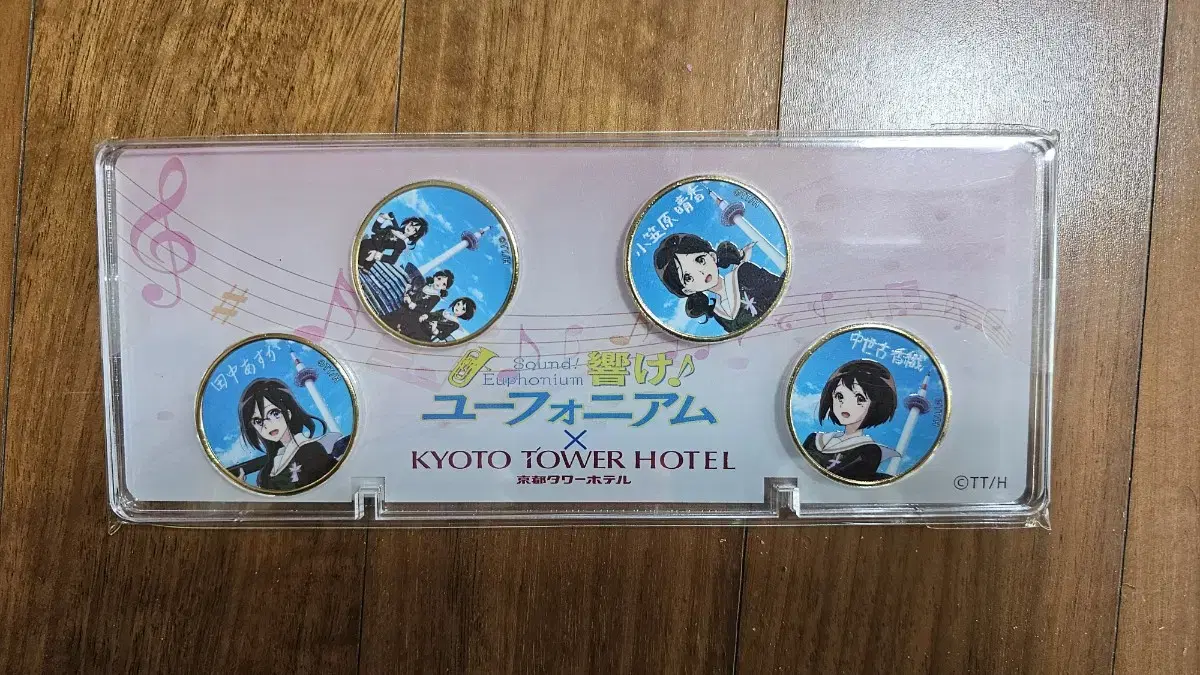 小笠原晴香
田中あすか
中世古香織
Sound!
Euphonium
響け♪
ユーフォニアム
×
KYOTO TOWER HOTEL
京都タワーホテル
©TT/H